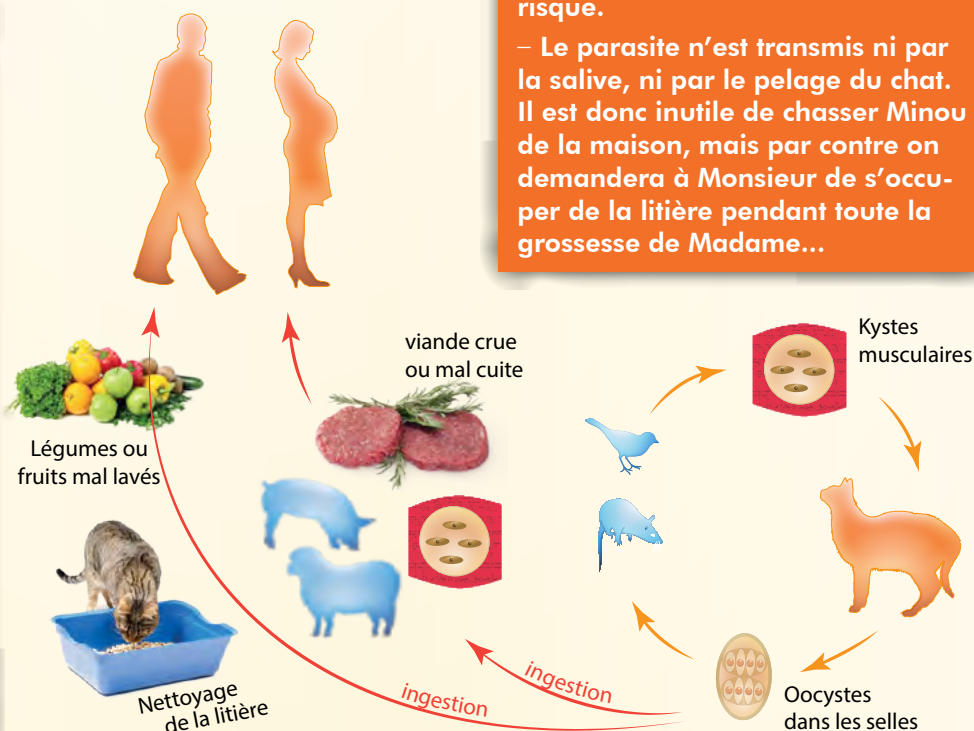 risque.
– Le parasite n’est transmis ni par
la salive, ni par le pelage du chat.
Il est donc inutile de chasser Minou
de la maison, mais par contre on
demandera à Monsieur de s’occu-
per de la litière pendant toute la
grossesse de Madame...
viande crue
ou mal cuite
Kystes
musculaires
Légumes ou
fruits mal lavés
Nettoyage
de la litière
ingestion
ingestion
Oocystes
dans les selles